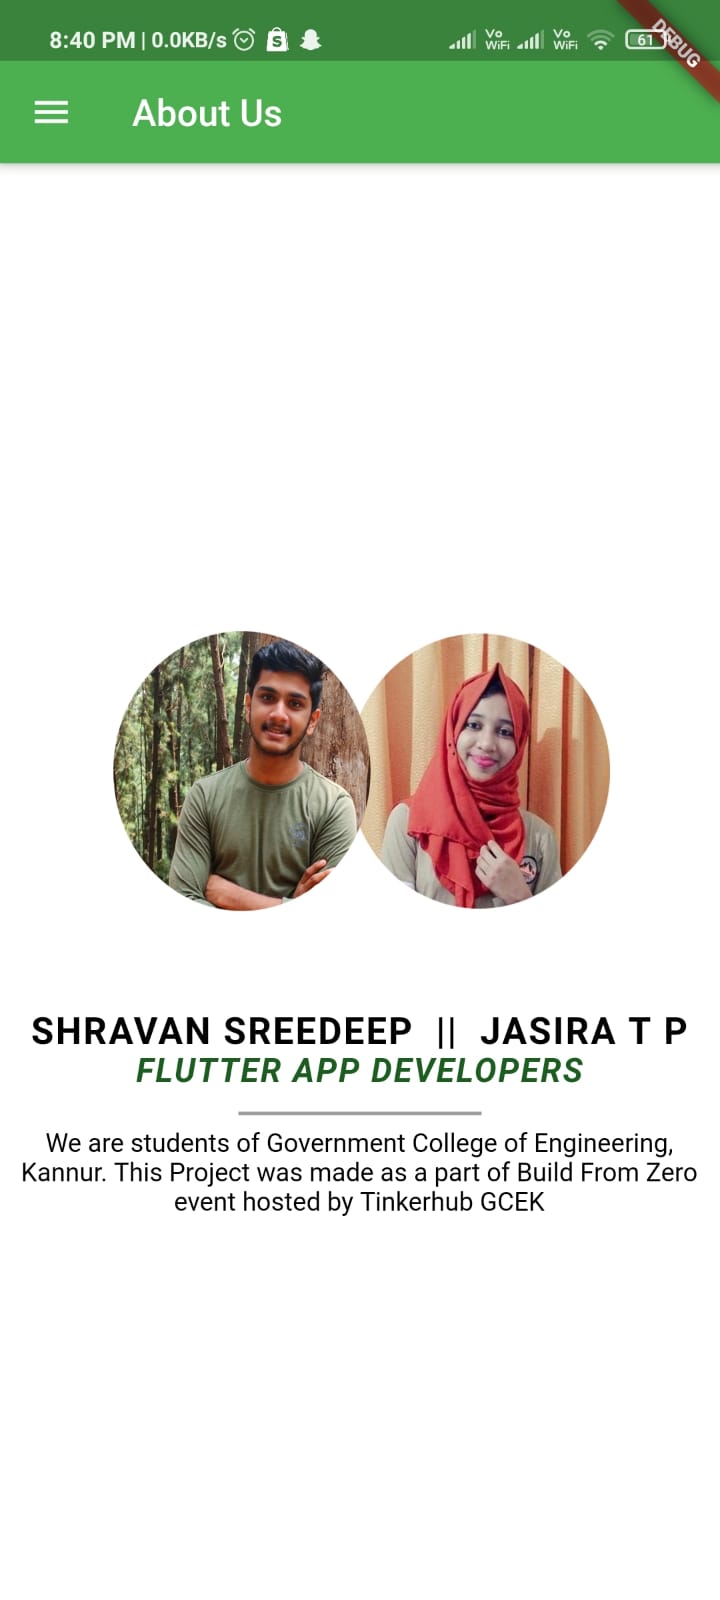 8:40 PM | 0.0KB/s S Vo WiFi Vo WiFi 61
DEBUG
About Us
SHRAVAN SREEDEEP || JASIRA T P
FLUTTER APP DEVELOPERS
We are students of Government College of Engineering,
Kannur. This Project was made as a part of Build From Zero
event hosted by Tinkerhub GCEK